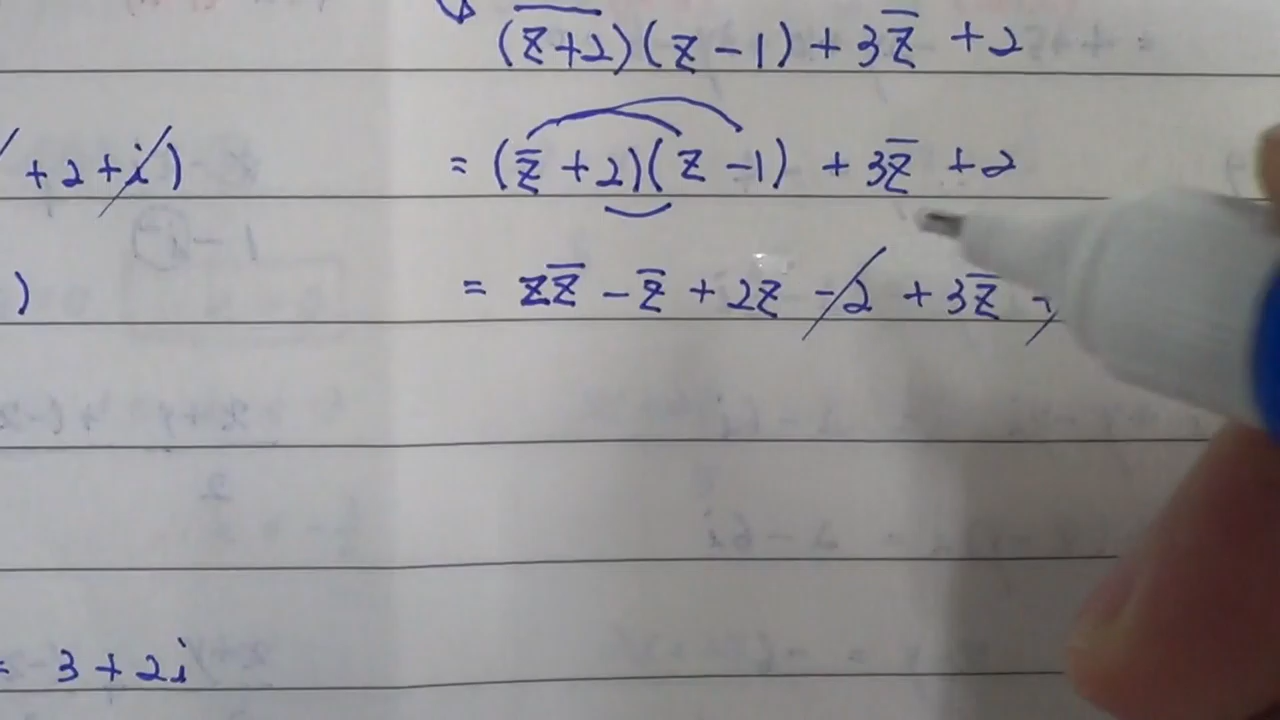 (z+2)̅(z-1) + 3z̅ + 2
+ 2 + i)
= (z̅ + 2)(z - 1) + 3z̅ + 2
)
= zz̅ - z̅ + 2z - 2 + 3z̅
= 3 + 2i